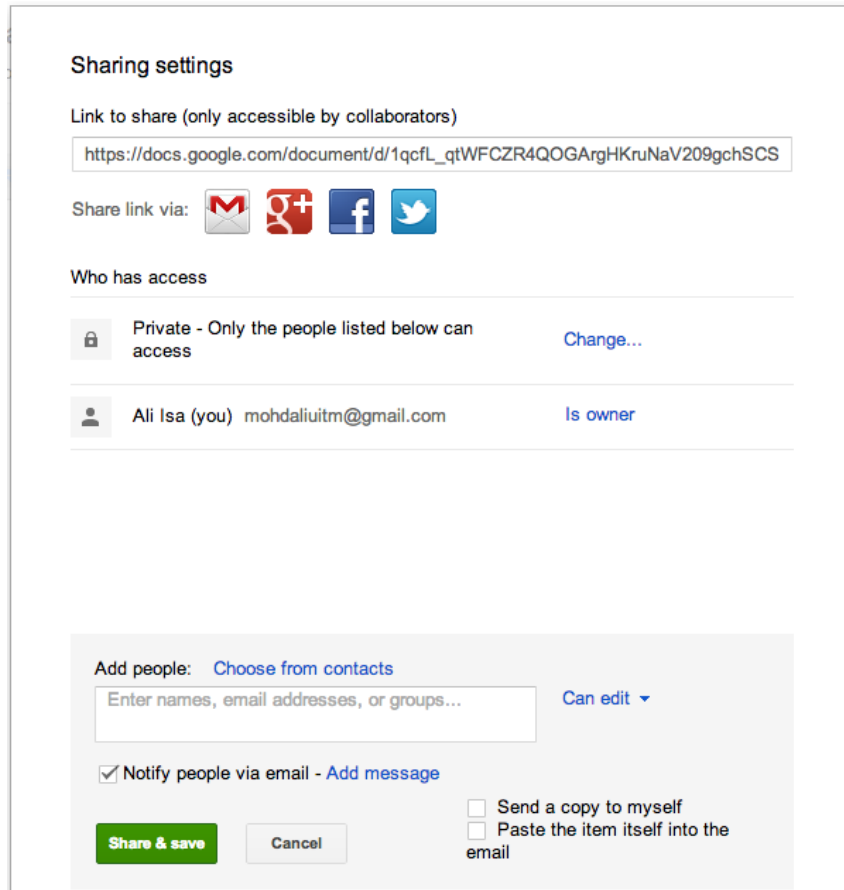 Sharing settings
Link to share (only accessible by collaborators)
https://docs.google.com/document/d/1qcfL_qtWFCZR4QOGArgHKruNaV209gchSCS
Share link via:
Who has access
Private - Only the people listed below can
access
Change...
Ali Isa (you) mohdaliuitm@gmail.com
Is owner
Add people: Choose from contacts
Enter names, email addresses, or groups...
Can edit
Notify people via email - Add message
Send a copy to myself
Paste the item itself into the
email
Share & save
Cancel